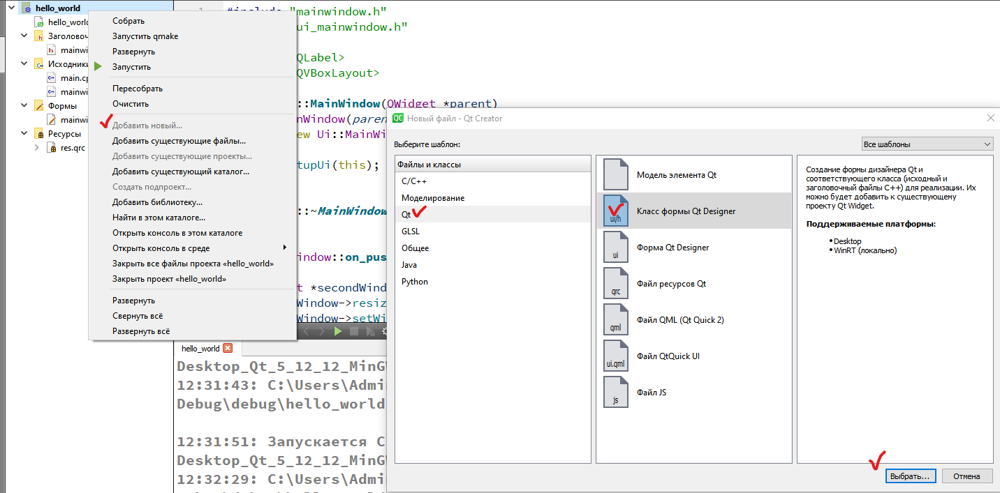 hello_world
hello_world
Заголовоч
mainwi
Исходники
main.cp
mainwi
Формы
mainwi
Ресурсы
res.qrc
Собрать
Запустить qmake
Развернуть
Запустить
Пересобрать
Очистить
Добавить новый...
Добавить существующие файлы...
Добавить существующие проекты...
Добавить существующий каталог...
Создать подпроект...
Добавить библиотеку...
Найти в этом каталоге...
Открыть консоль в этом каталоге
Открыть консоль в среде
Закрыть все файлы проекта «hello_world»
Закрыть проект «hello_world»
Развернуть
Свернуть всё
Развернуть всё
1
#include "mainwindow.h"
ui_mainwindow.h"
QLabel>
QVBoxLayout>
::MainWindow(QWidget *parent)
nWindow(paren
ew Ui::MainWi
tupUi(this);
::~MainWindow
indow::on_pus
t *secondWind
Window->resiz
Window->setWi
hello_world
Desktop_Qt_5_12_12_MinGW
12:31:43: C:\Users\Admi
Debug\debug\hello_world
12:31:51: Запускается C
Desktop_Qt_5_12_12_MinGW
12:32:29: C:\Users\Admi
QC Новый файл - Qt Creator
Выберите шаблон:
Все шаблоны
Файлы и классы
C/C++
Моделирование
Qt
GLSL
Общее
Java
Python
Модель элемента Qt
ui/h
Класс формы Qt Designer
ui
Форма Qt Designer
qrc
Файл ресурсов Qt
qml
Файл QML (Qt Quick 2)
ui.qml
Файл QtQuick UI
js
Файл JS
Создание формы дизайнера Qt и
соответствующего класса (исходный и
заголовочный файлы C++) для реализации. Их
можно будет добавить к существующему
проекту Qt Widget.
Поддерживаемые платформы:
• Desktop
• WinRT (локально)
Выбрать...
Отмена